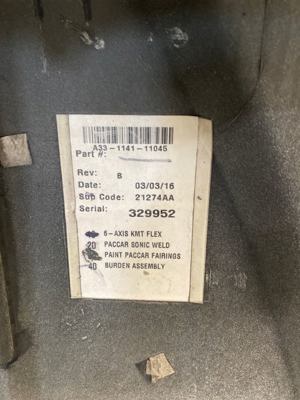 A33-1141-11045
Part #:
Rev: B
Date: 03/03/16
Sup Code: 21274AA
Serial: 329952
6-AXIS KMT FLEX
20 PACCAR SONIC WELD
PAINT PACCAR FAIRINGS
40 BURDEN ASSEMBLY